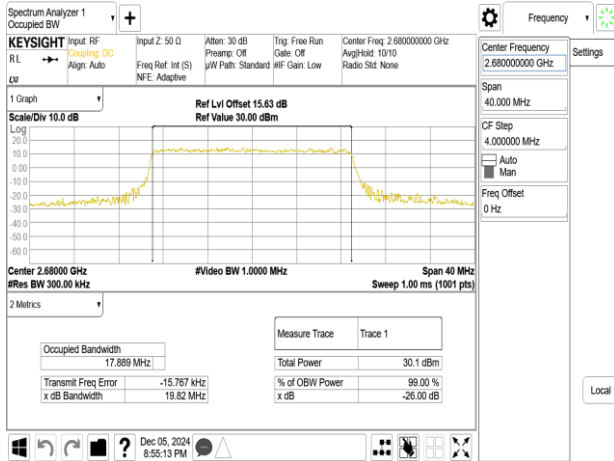 Spectrum Analyzer 1
Occupied BW
Frequency
Settings
KEYSIGHT
RL
LXI
Input: RF
Coupling: DC
Align: Auto
Input Z: 50 Ω
Freq Ref: Int (S)
NFE: Adaptive
Atten: 30 dB
Preamp: Off
µW Path: Standard
Trig: Free Run
Gate: Off
#IF Gain: Low
Center Freq: 2.680000000 GHz
Avg|Hold: 10/10
Radio Std: None
Center Frequency
2.680000000 GHz
Span
40.000 MHz
CF Step
4.000000 MHz
Auto
Man
Freq Offset
0 Hz
Local
1 Graph
Scale/Div 10.0 dB
Ref Lvl Offset 15.63 dB
Ref Value 30.00 dBm
Log
20.0
10.0
0.00
-10.0
-20.0
-30.0
-40.0
-50.0
-60.0
Center 2.68000 GHz
#Video BW 1.0000 MHz
Span 40 MHz
#Res BW 300.00 kHz
Sweep 1.00 ms (1001 pts)
2 Metrics
Measure Trace Trace 1
Occupied Bandwidth
17.889 MHz
Total Power 30.1 dBm
Transmit Freq Error -15.767 kHz
% of OBW Power 99.00 %
x dB Bandwidth 19.82 MHz
x dB -26.00 dB
Dec 05, 2024
8:55:13 PM